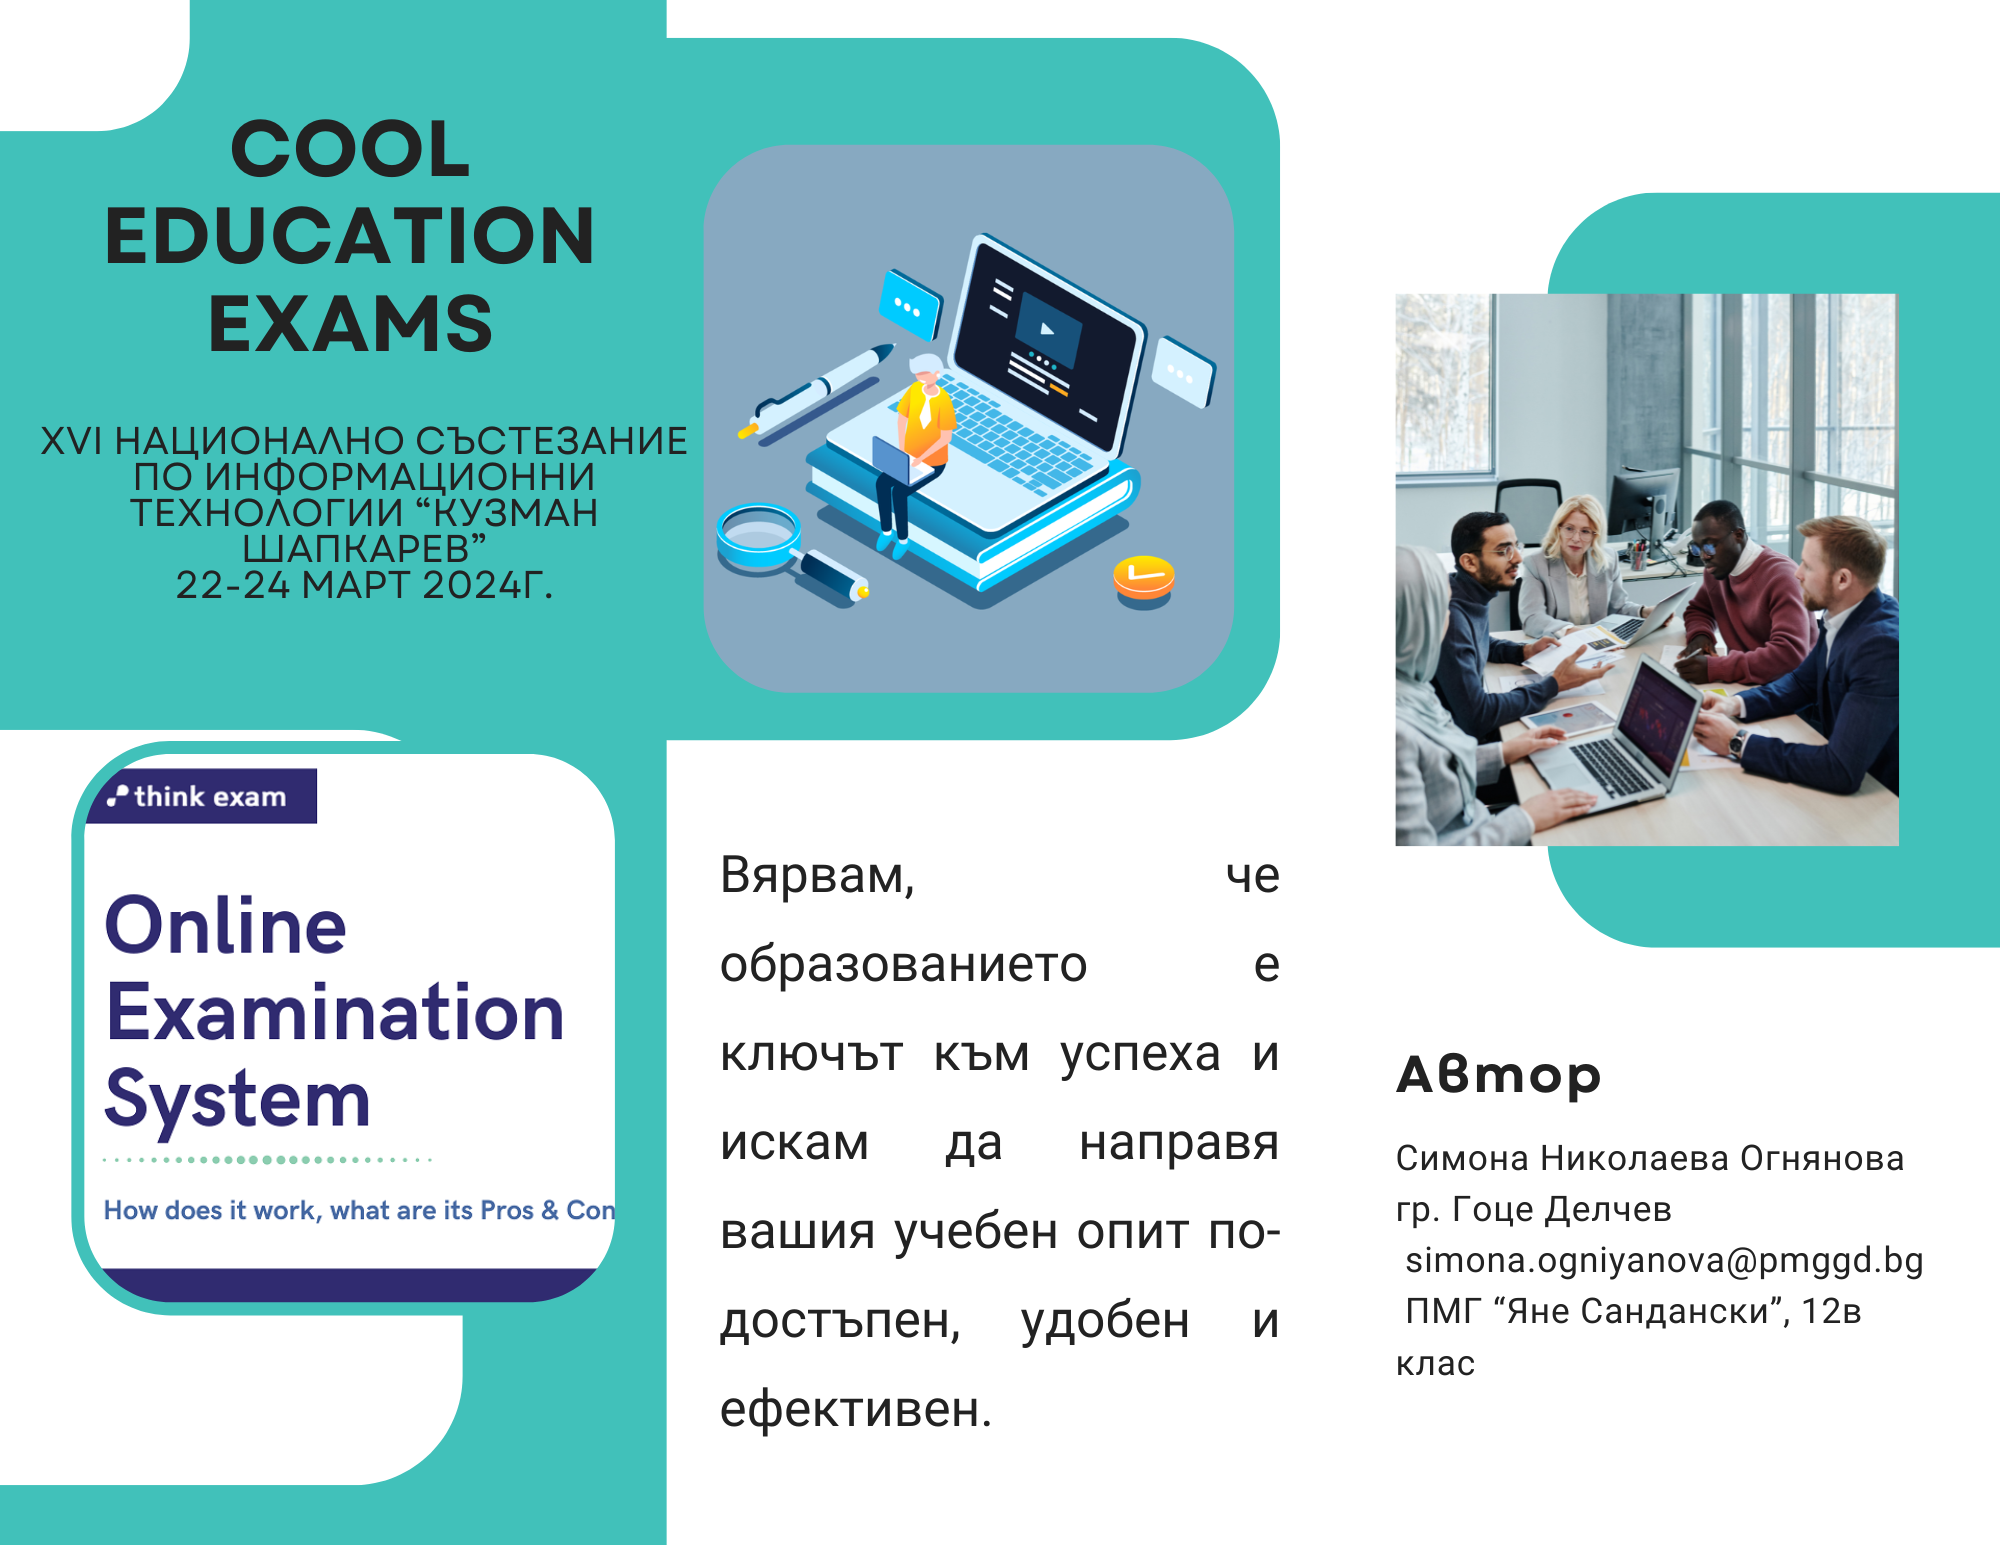 COOL
EDUCATION
EXAMS
XVI НАЦИОНАЛНО СЪСТЕЗАНИЕ
ПО ИНФОРМАЦИОННИ
ТЕХНОЛОГИИ “КУЗМАН
ШАПКАРЕВ”
22-24 МАРТ 2024Г.
think exam
Online
Examination
System
How does it work, what are its Pros & Con
Вярвам, че
образованието е
ключът към успеха и
искам да направя
вашия учебен опит по-
достъпен, удобен и
ефективен.
Автор
Симона Николаева Огнянова
гр. Гоце Делчев
simona.ogniyanova@pmggd.bg
ПМГ “Яне Сандански”, 12в
клас